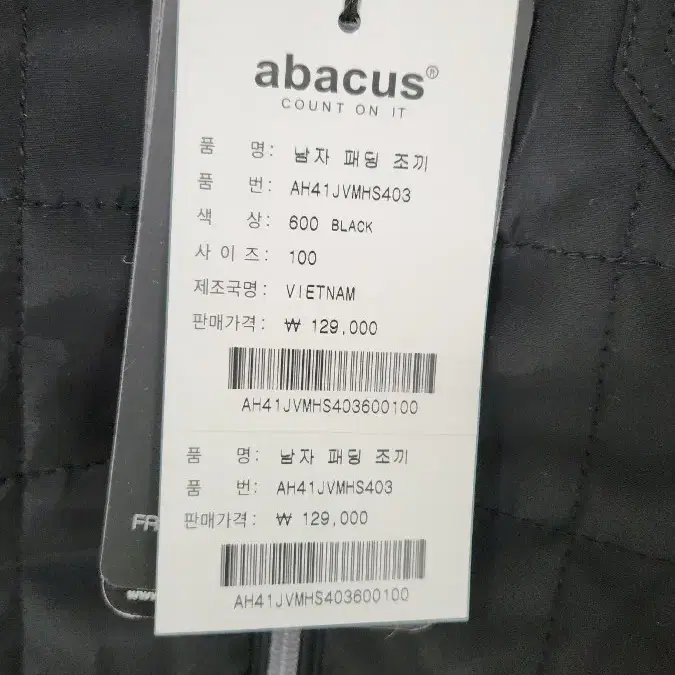 abacus®
COUNT ON IT
품 명: 남자 패딩 조끼
품 번: AH41JVMHS403
색 상: 600 BLACK
사 이 즈: 100
제조국명: VIETNAM
판매가격: ₩ 129,000
AH41JVMHS403600100
품 명: 남자 패딩 조끼
품 번: AH41JVMHS403
판매가격: ₩ 129,000
AH41JVMHS403600100